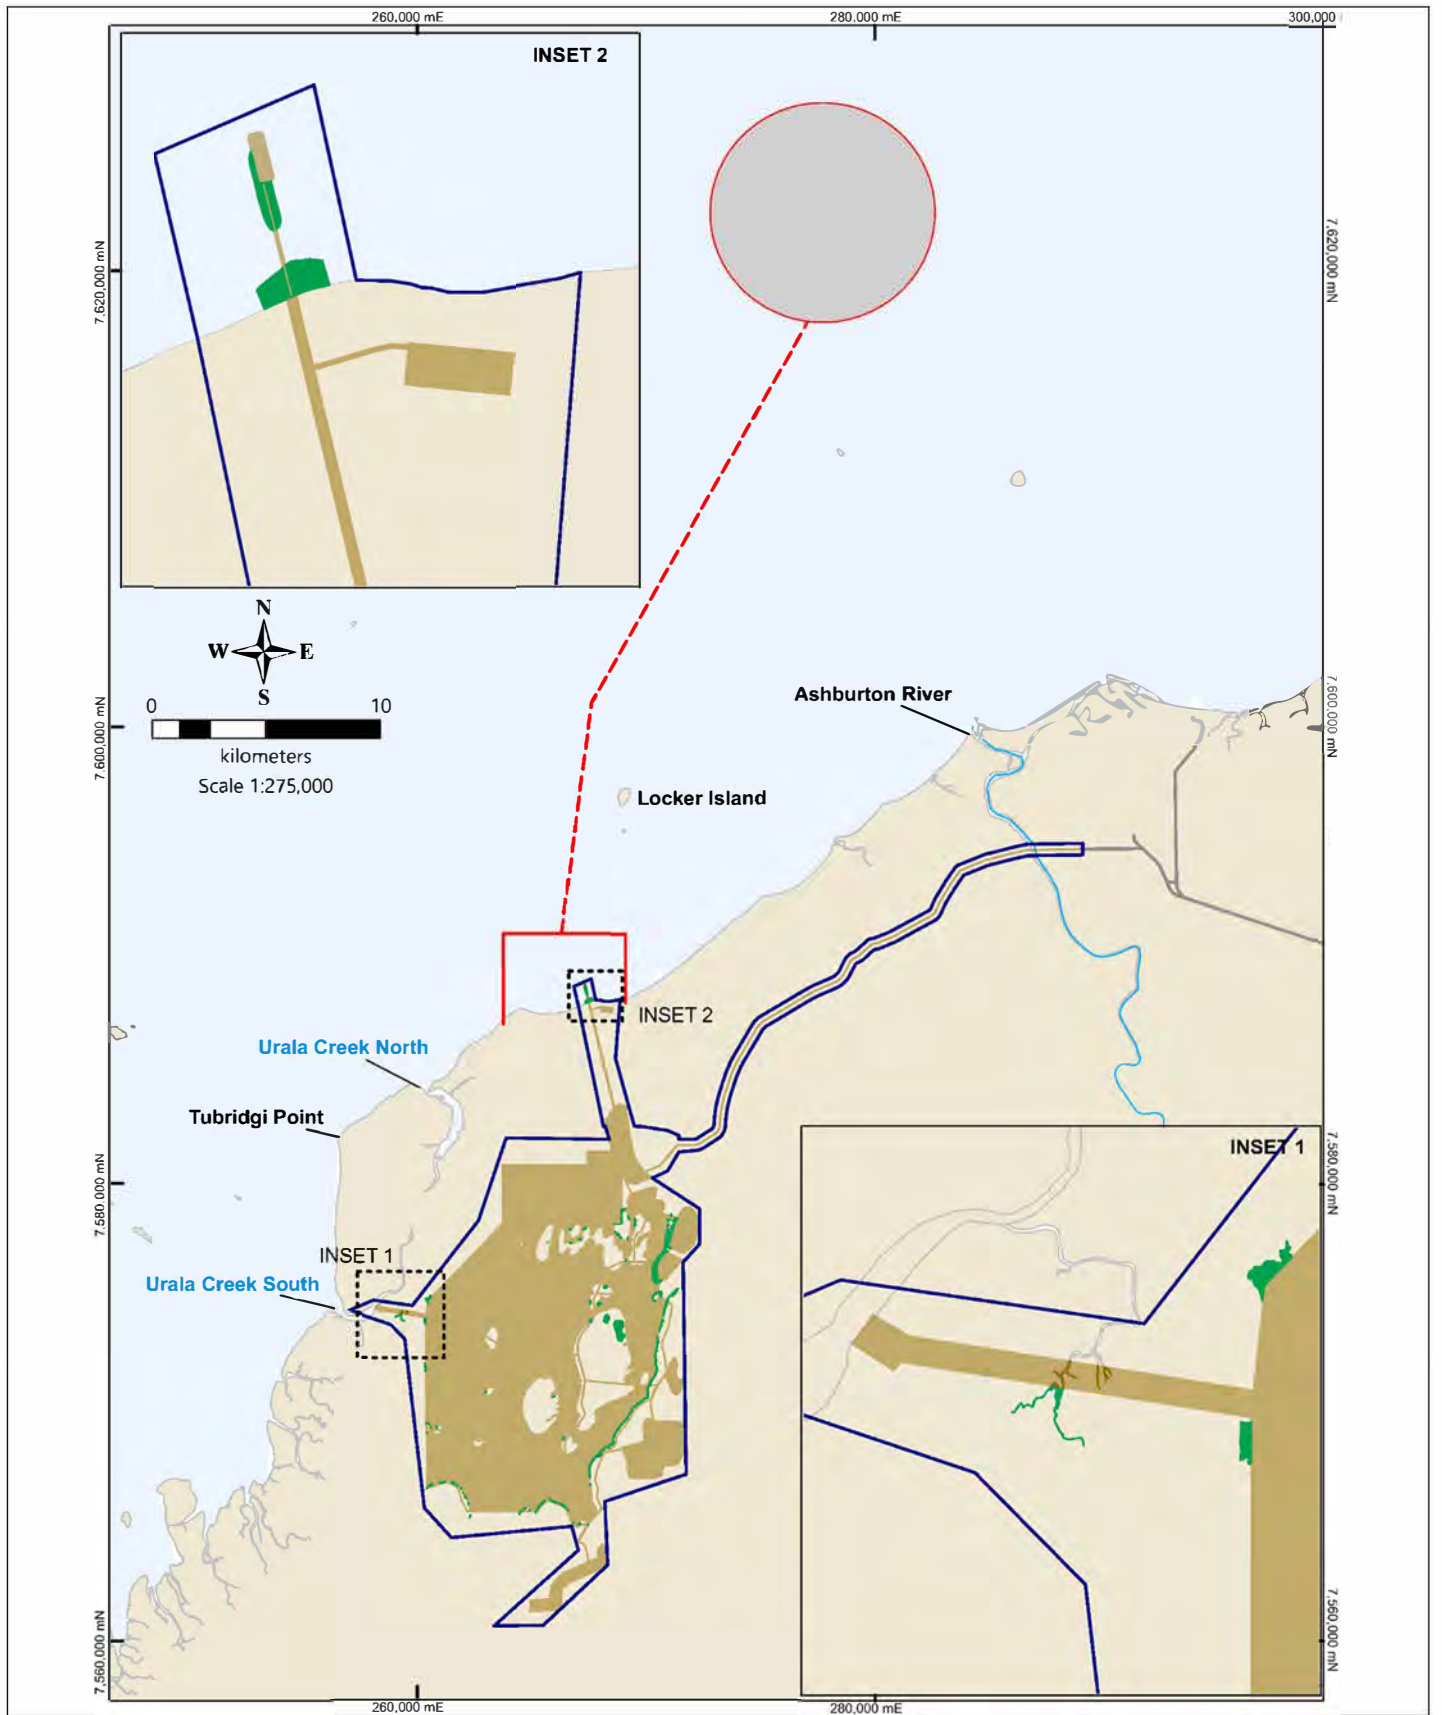 260,000 mE
280,000 mE
300,000
INSET 2
7,620,000 mN
7,620,000 mN
N
W E
S
0 10
kilometers
Scale 1:275,000
7,600,000 mN
7,600,000 mN
Ashburton River
Locker Island
INSET 2
Urala Creek North
Tubridgi Point
INSET 1
7,580,000 mN
7,580,000 mN
INSET 1
Urala Creek South
7,560,000 mN
7,560,000 mN
260,000 mE
280,000 mE